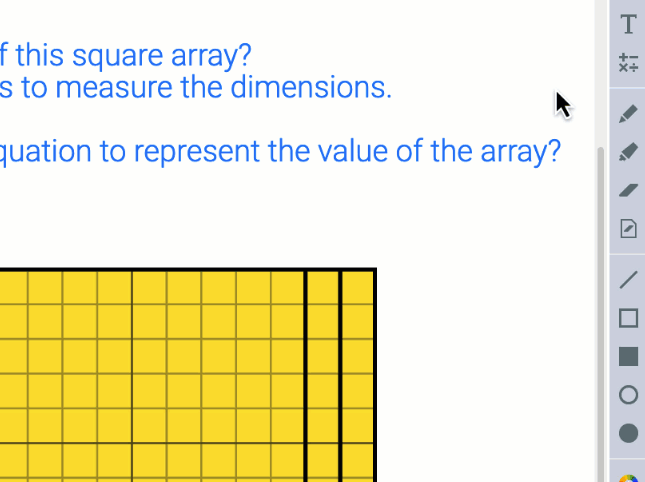 f this square array?
s to measure the dimensions.
quation to represent the value of the array?
T